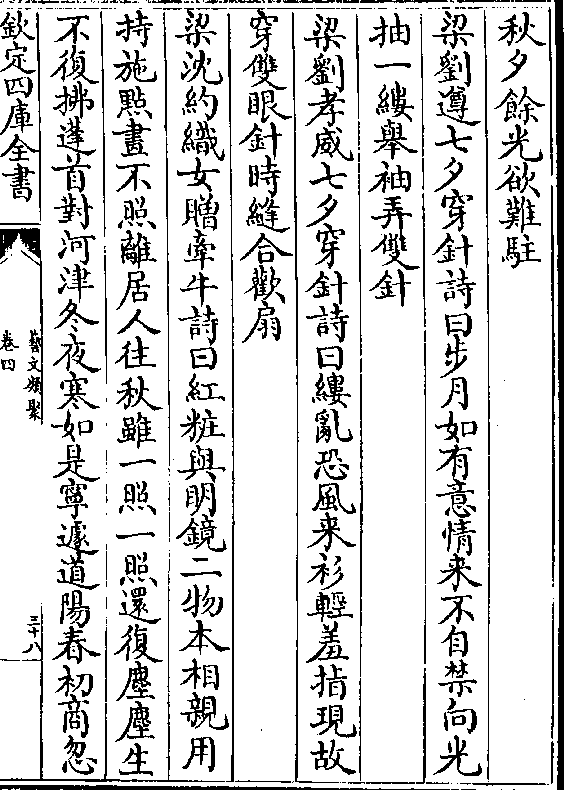 秋夕餘光欲難駐
梁劉遵七夕穿針詩曰步月如有意情来不自禁向光
抽一縷舉袖弄雙針
梁劉孝威七夕穿針詩曰縷亂恐風来衫輕羞指現故
穿雙眼針時縫合歡扇
梁沈約織女贈牽牛詩曰紅粧與明鏡二物本相親用
持施㸃畫不照離居人往秋雖一照一照還復塵塵生
不復拂蓬首對河津冬夜寒如是寧遽道陽春初商忽
欽定四庫全書
藝文類聚
卷四
三十八